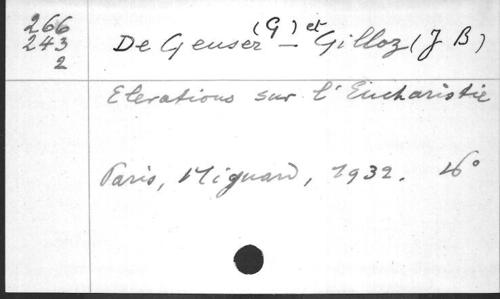 266
243
2
De Geuser (G) et — Gilloz (J B)
Elevations sur l'Eucharistie
Paris, Mignard, 1932. 16°